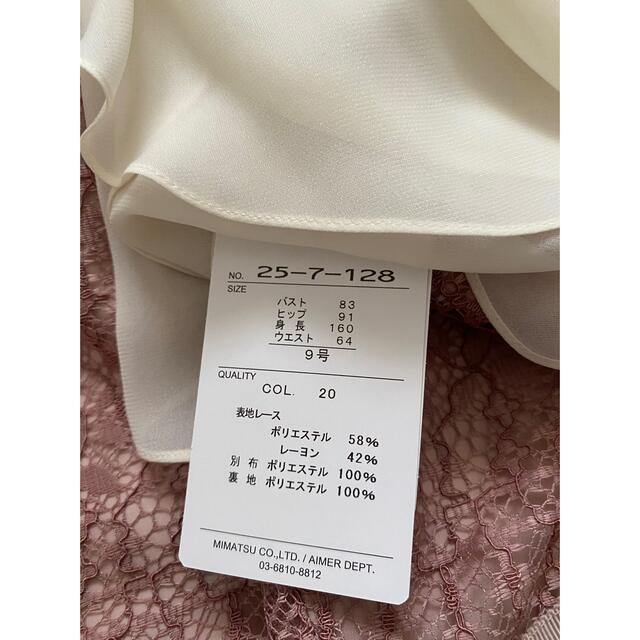 NO. 25-7-128
SIZE
バスト 83
ヒップ 91
身長 160
ウエスト 64
9号
QUALITY
COL. 20
表地レース
ポリエステル 58%
レーヨン 42%
別布 ポリエステル 100%
裏地 ポリエステル 100%
MIMATSU CO.,LTD. / AIMER DEPT.
03-6810-8812